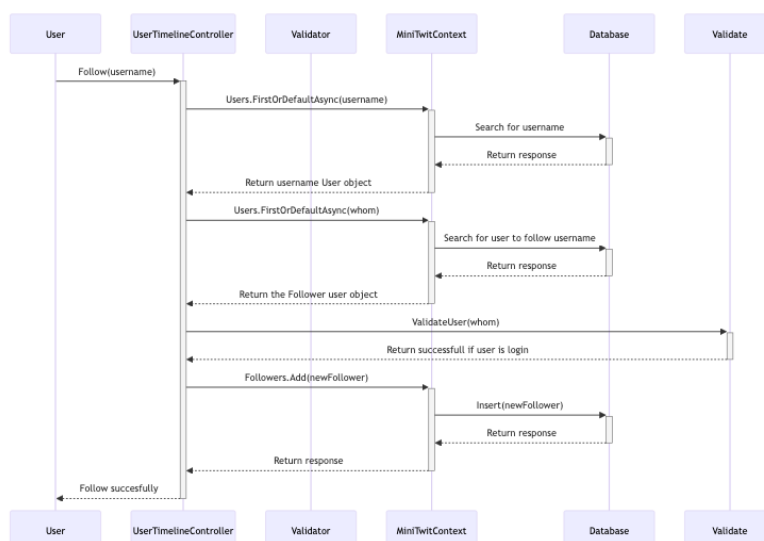 User UserTimelineController Validator MiniTwitContext Database Validate
Follow(username)
Users.FirstOrDefaultAsync(username)
Search for username
Return response
Return username User object
Users.FirstOrDefaultAsync(whom)
Search for user to follow username
Return response
Return the Follower user object
ValidateUser(whom)
Return successfull if user is login
Followers.Add(newFollower)
Insert(newFollower)
Return response
Return response
Follow succesfully
User UserTimelineController Validator MiniTwitContext Database Validate